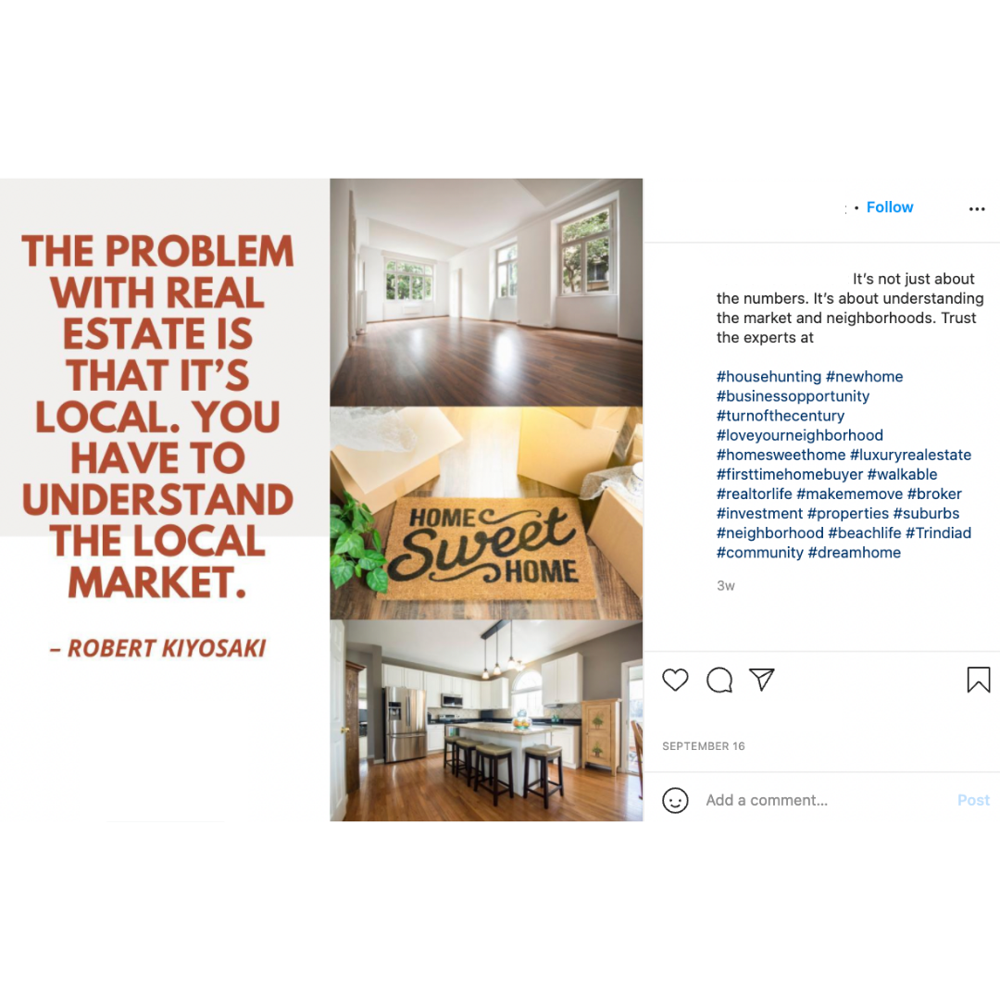 THE PROBLEM
WITH REAL
ESTATE IS
THAT IT'S
LOCAL. YOU
HAVE TO
UNDERSTAND
THE LOCAL
MARKET.
– ROBERT KIYOSAKI
HOME
Sweet
HOME
• Follow
It's not just about
the numbers. It's about understanding
the market and neighborhoods. Trust
the experts at
#househunting #newhome
#businessopportunity
#turnofthecentury
#loveyourneighborhood
#homesweethome #luxuryrealestate
#firsttimehomebuyer #walkable
#realtorlife #makememove #broker
#investment #properties #suburbs
#neighborhood #beachlife #Trindiad
#community #dreamhome
3w
SEPTEMBER 16
Add a comment...
Post